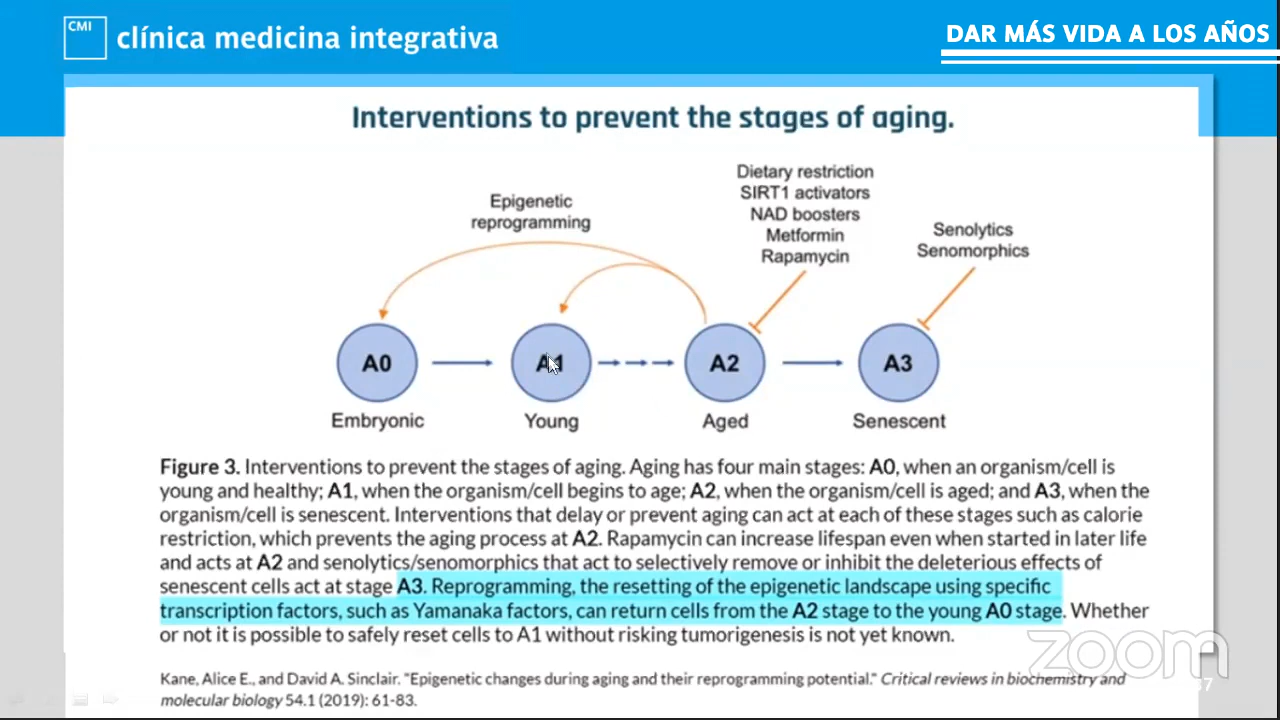 CMI
clínica medicina integrativa
DAR MÁS VIDA A LOS AÑOS
Interventions to prevent the stages of aging.
Epigenetic
reprogramming
Dietary restriction
SIRT1 activators
NAD boosters
Metformin
Rapamycin
Senolytics
Senomorphics
A0
A1
A2
A3
Embryonic
Young
Aged
Senescent
Figure 3. Interventions to prevent the stages of aging. Aging has four main stages: A0, when an organism/cell is
young and healthy; A1, when the organism/cell begins to age; A2, when the organism/cell is aged; and A3, when the
organism/cell is senescent. Interventions that delay or prevent aging can act at each of these stages such as calorie
restriction, which prevents the aging process at A2. Rapamycin can increase lifespan even when started in later life
and acts at A2 and senolytics/senomorphics that act to selectively remove or inhibit the deleterious effects of
senescent cells act at stage A3. Reprogramming, the resetting of the epigenetic landscape using specific
transcription factors, such as Yamanaka factors, can return cells from the A2 stage to the young A0 stage. Whether
or not it is possible to safely reset cells to A1 without risking tumorigenesis is not yet known.
zoom
Kane, Alice E., and David A. Sinclair. "Epigenetic changes during aging and their reprogramming potential." Critical reviews in biochemistry and
molecular biology 54.1 (2019): 61-83.